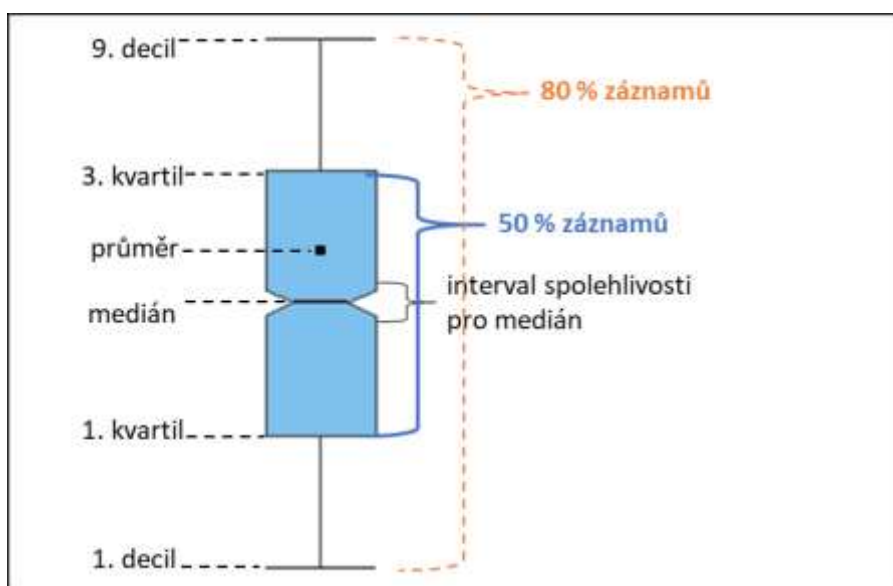 9. decil
80 % záznamů
3. kvartil
50 % záznamů
průměr
interval spolehlivosti
pro medián
medián
1. kvartil
1. decil